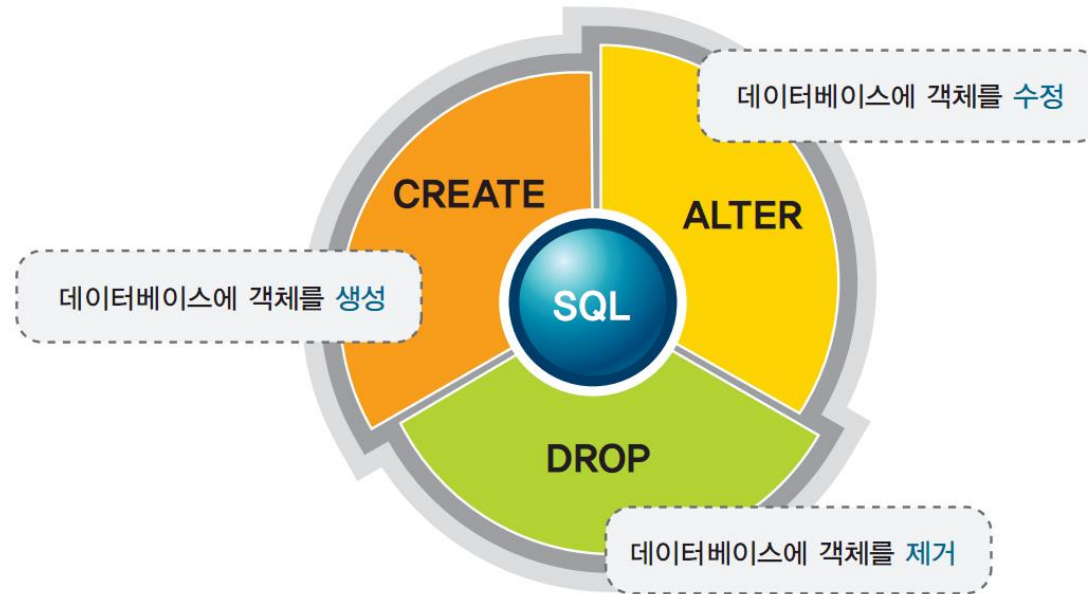 데이터베이스에 객체를 수정
CREATE
ALTER
데이터베이스에 객체를 생성
SQL
DROP
데이터베이스에 객체를 제거